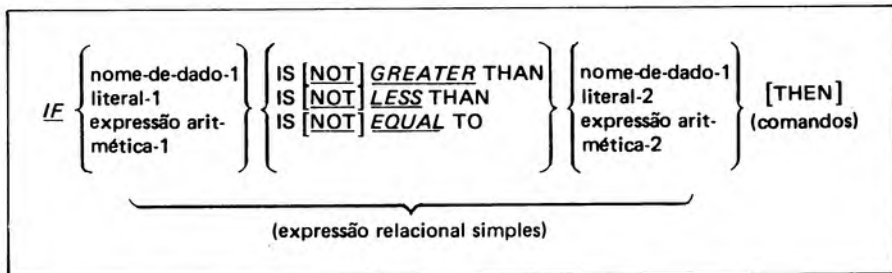 IF { nome-de-dado-1 literal-1 expressão arit- mética-1 } { IS [NOT] GREATER THAN IS [NOT] LESS THAN IS [NOT] EQUAL TO } { nome-de-dado-1 literal-2 expressão arit- mética-2 } [THEN] (comandos)
(expressão relacional simples)